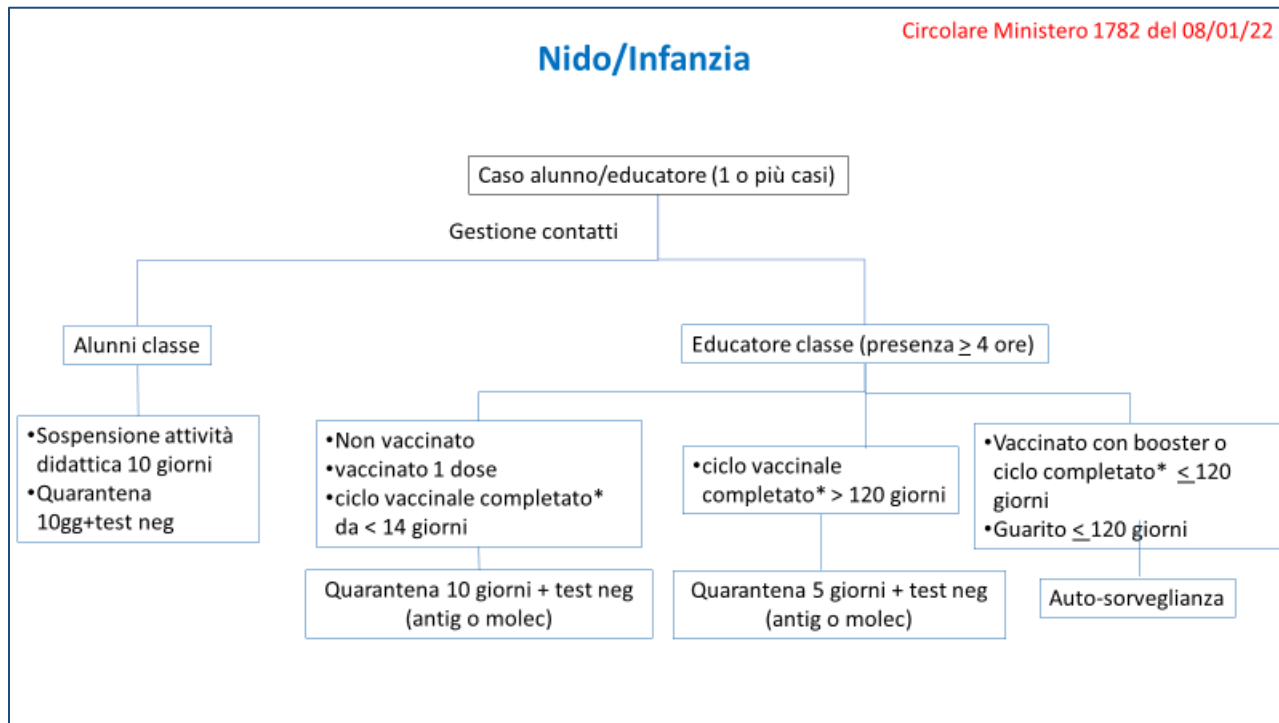 Circolare Ministero 1782 del 08/01/22
Nido/Infanzia
Caso alunno/educatore (1 o più casi)
Gestione contatti
Alunni classe
Educatore classe (presenza ≥ 4 ore)
•Sospensione attività
didattica 10 giorni
•Quarantena
10gg+test neg
•Non vaccinato
•vaccinato 1 dose
•ciclo vaccinale completato*
da < 14 giorni
•ciclo vaccinale
completato* > 120 giorni
•Vaccinato con booster o
ciclo completato* ≤ 120
giorni
•Guarito ≤ 120 giorni
Quarantena 10 giorni + test neg
(antig o molec)
Quarantena 5 giorni + test neg
(antig o molec)
Auto-sorveglianza